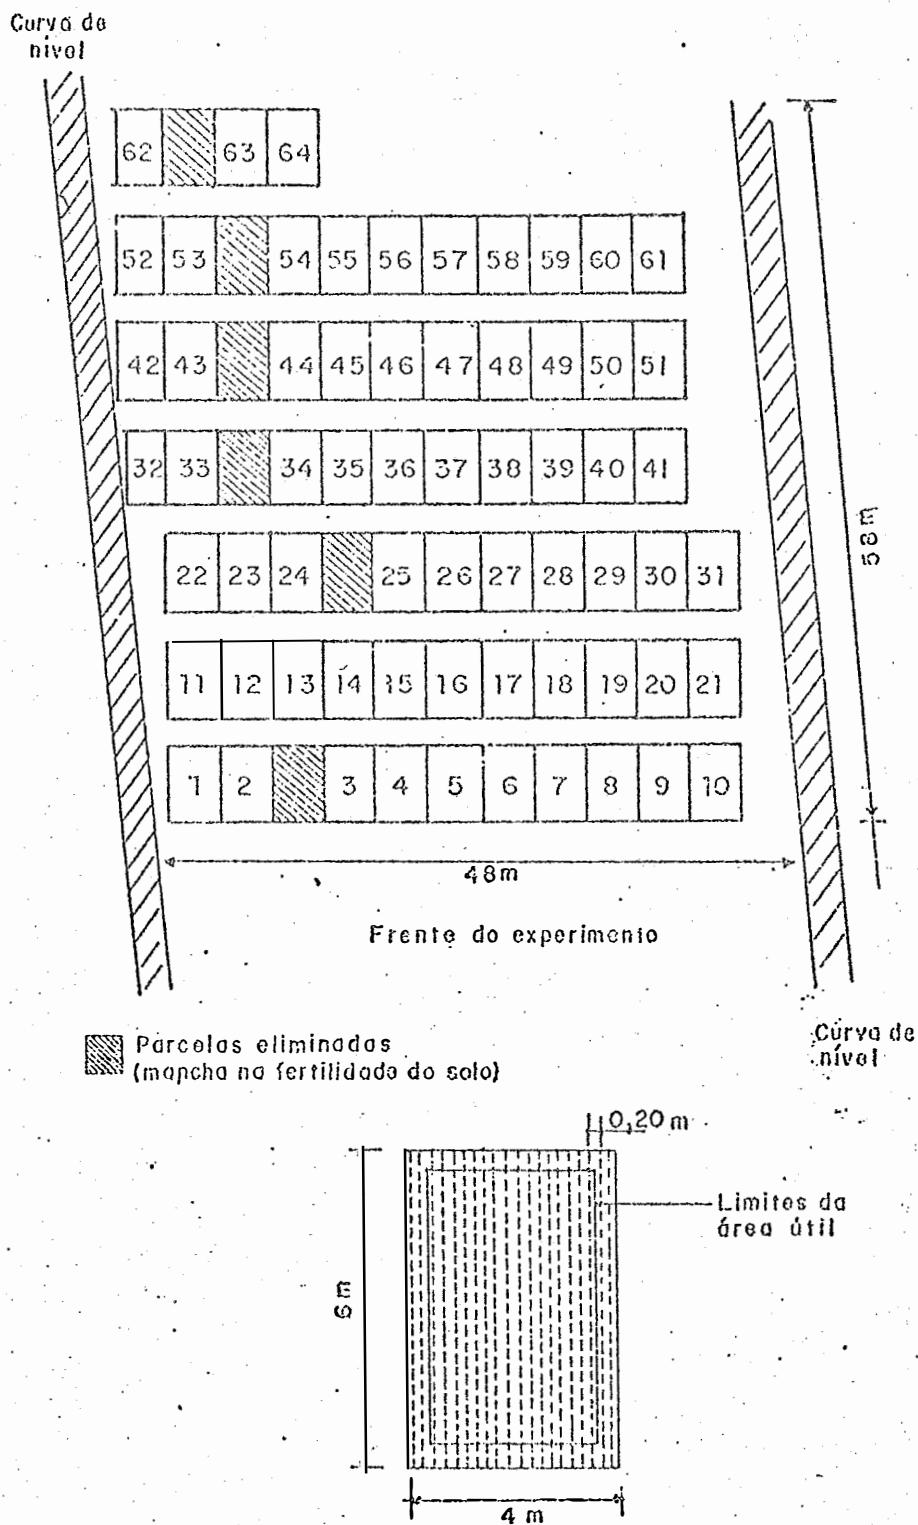 Curva de
nível
62 63 64
52 53 54 55 56 57 58 59 60 61
42 43 44 45 46 47 48 49 50 51
32 33 34 35 36 37 38 39 40 41
22 23 24 25 26 27 28 29 30 31
11 12 13 14 15 16 17 18 19 20 21
1 2 3 4 5 6 7 8 9 10
58m
48m
Frente do experimento
Curva de
nível
Parcelas eliminadas
(mancha na fertilidade do solo)
0,20 m
Limites da
área útil
6 m
4 m